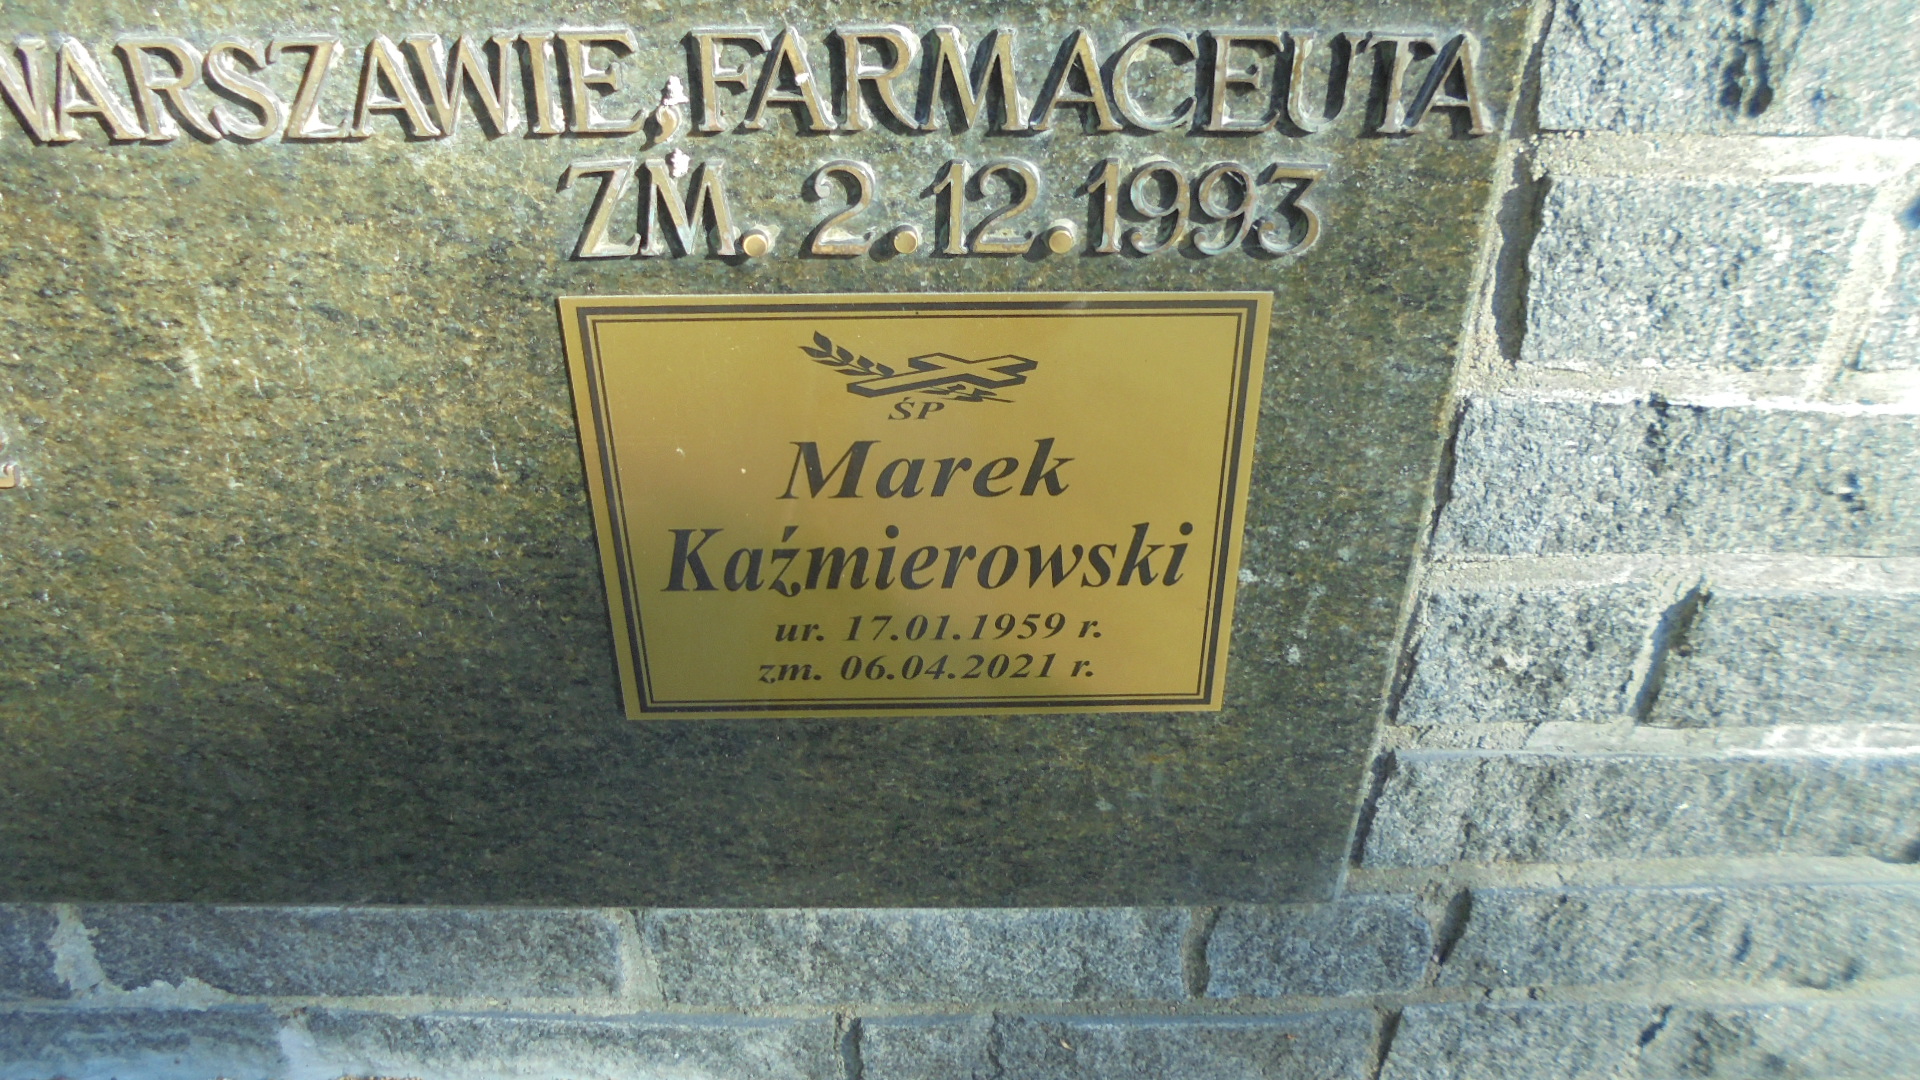 WARSZAWIE, FARMACEUTA
ZM. 2.12.1993
ŚP
Marek
Kaźmierowski
ur. 17.01.1959 r.
zm. 06.04.2021 r.